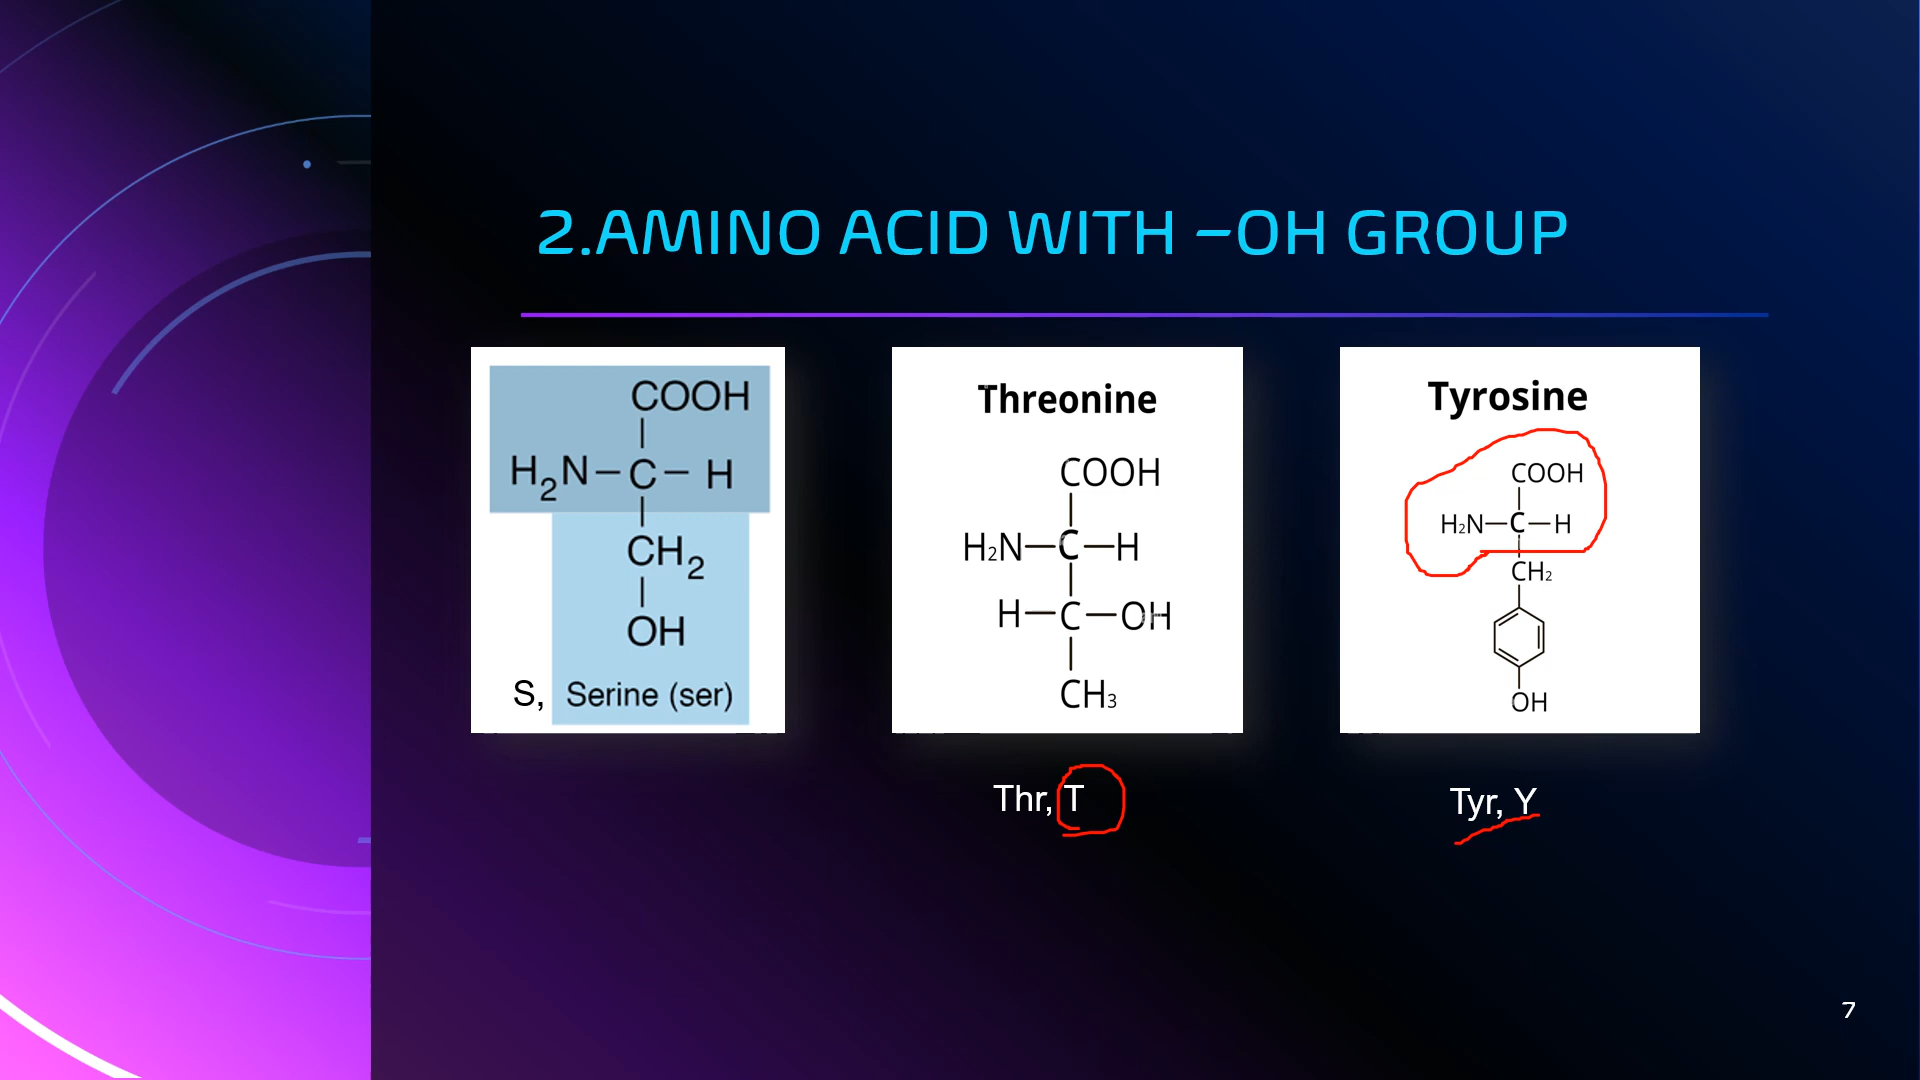 2.AMINO ACID WITH –OH GROUP
COOH
H2N–C–H
CH2
OH
S, Serine (ser)
Threonine
COOH
H2N–C–H
H–C–OH
CH3
Thr, T
Tyrosine
COOH
H2N–C–H
CH2
OH
Tyr, Y
7